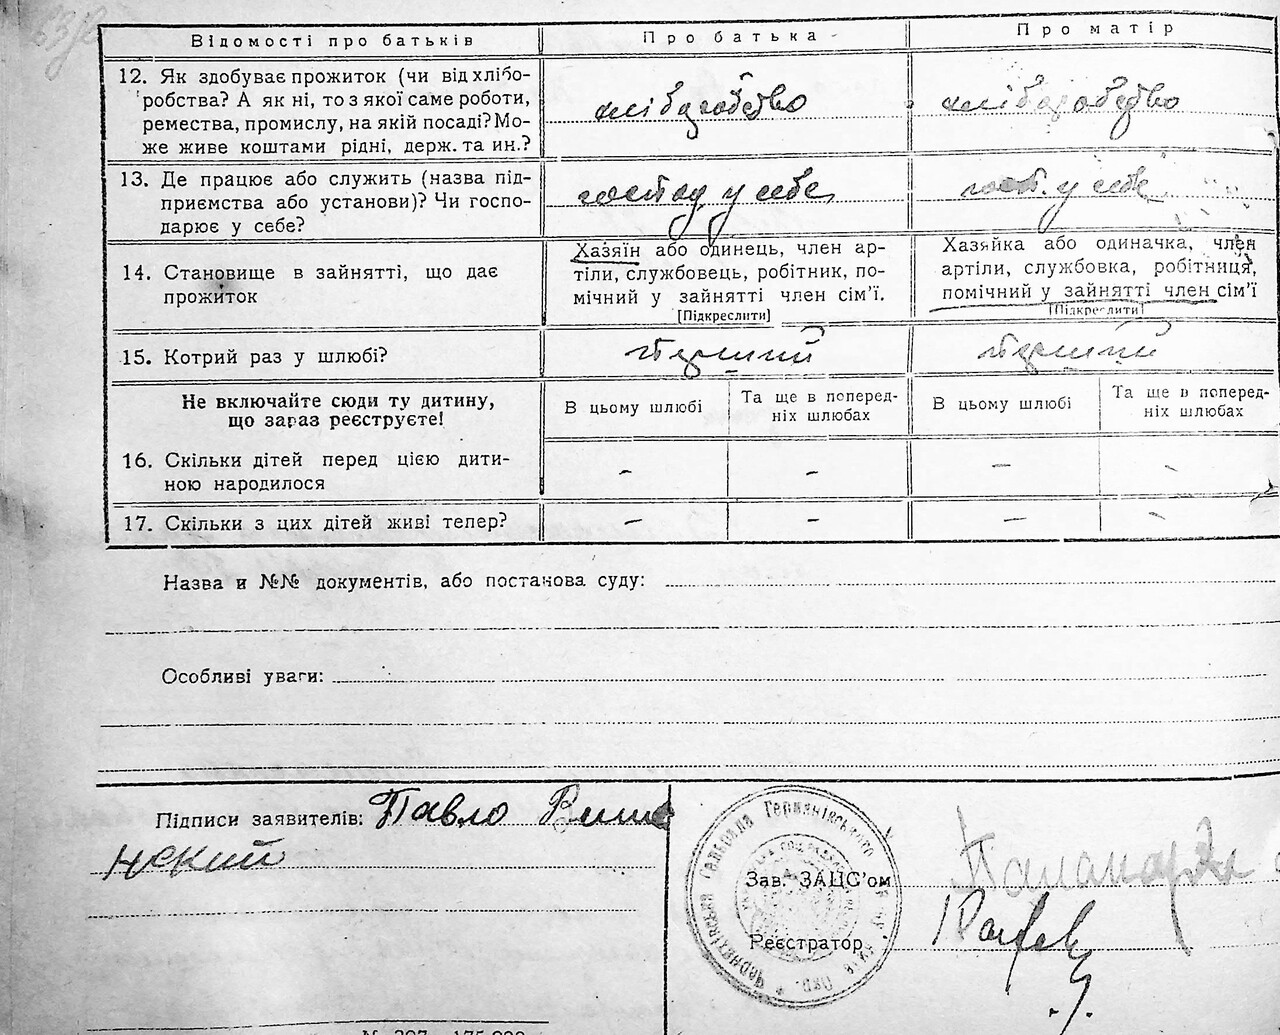 Відомості про батьків
Про батька
Про матір
12. Як здобуває прожиток (чи від хлібо-
робства? А як ні, то з якої саме роботи,
ремества, промислу, на якій посаді? Мо-
же живе коштами рідні, держ. та ин.?
хліборобство
хліборобство
13. Де працює або служить (назва під-
приємства або установи)? Чи госпо-
дарює у себе?
господ. у себе
госп. у себе
14. Становище в зайнятті, що дає
прожиток
Хазяїн або одинець, член ар-
тіли, службовець, робітник, по-
мічний у зайнятті член сім’ї.
[Підкреслити]
Хазяйка або одиначка, член
артіли, службовка, робітниця,
помічний у зайнятті член сім’ї
[Підкреслити]
15. Котрий раз у шлюбі?
перший
перший
Не включайте сюди ту дитину,
що зараз реєструєте!
В цьому шлюбі
Та ще в поперед-
ніх шлюбах
В цьому шлюбі
Та ще в поперед-
ніх шлюбах
16. Скільки дітей перед цією дити-
ною народилося
– – – –
17. Скільки з цих дітей живі тепер?
– – – –
Назва и №№ документів, або постанова суду:
Особливі уваги:
Підписи заявителів: Павло
нский
Зав. ЗАЦС’ом
Реєстратор